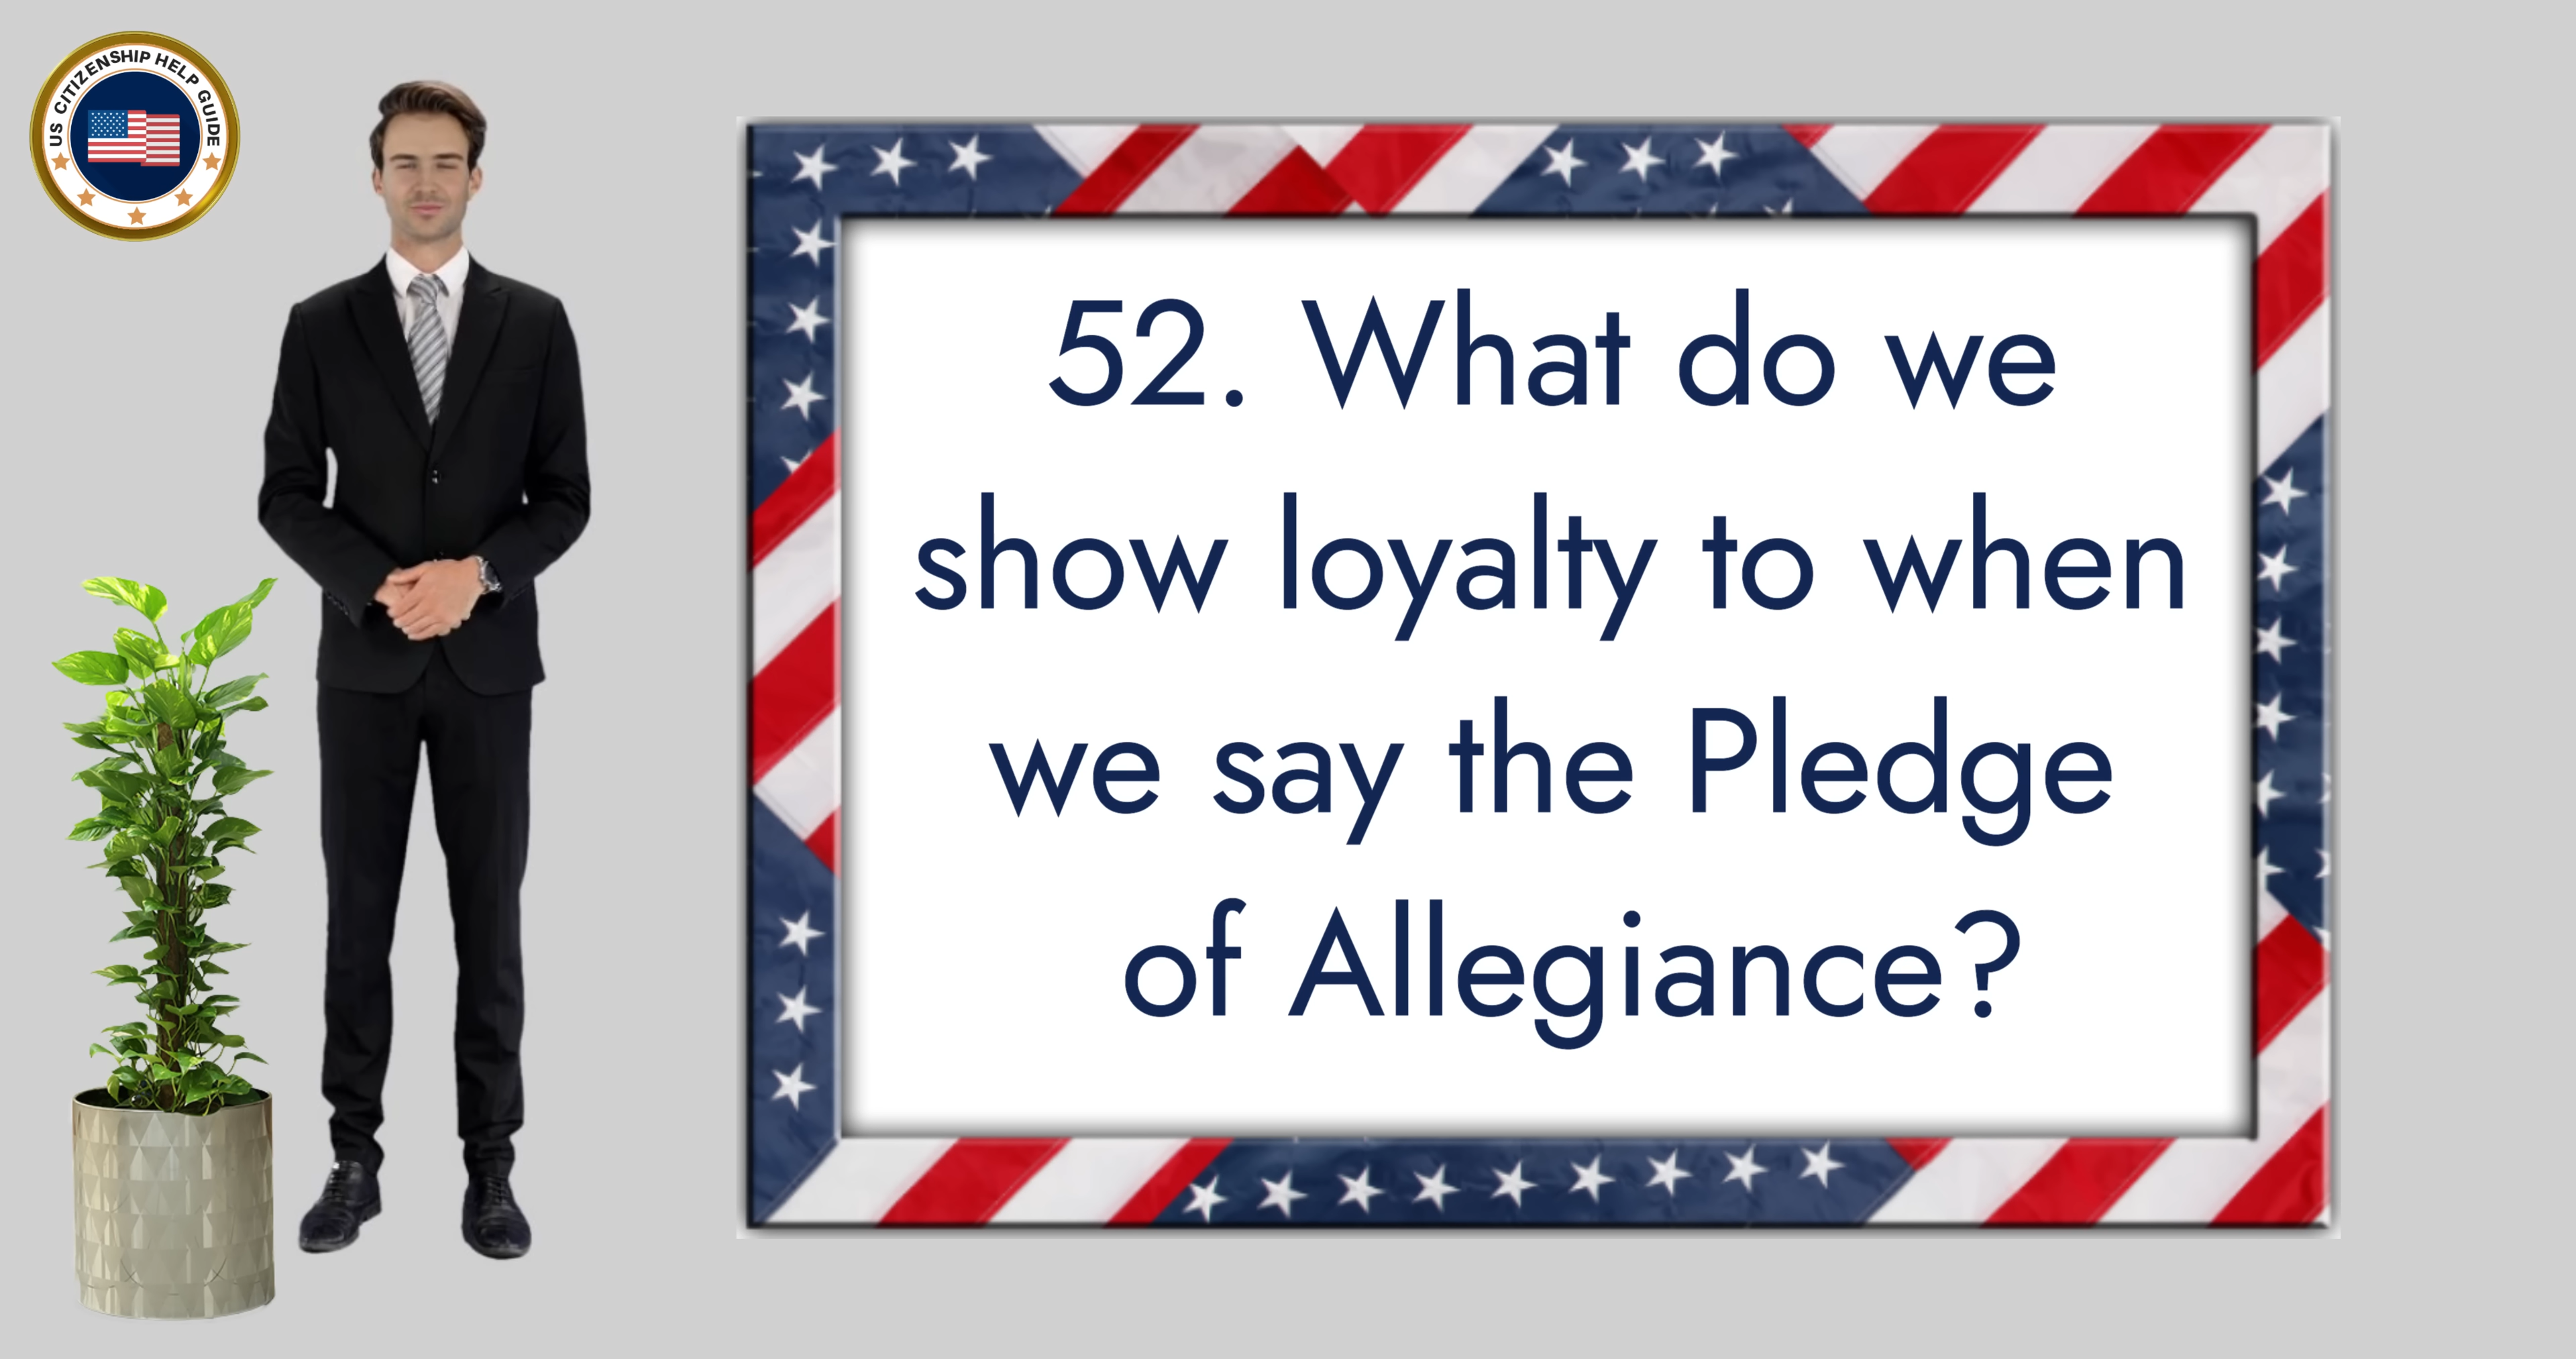 US CITIZENSHIP HELP GUIDE
52. What do we
show loyalty to when
we say the Pledge
of Allegiance?